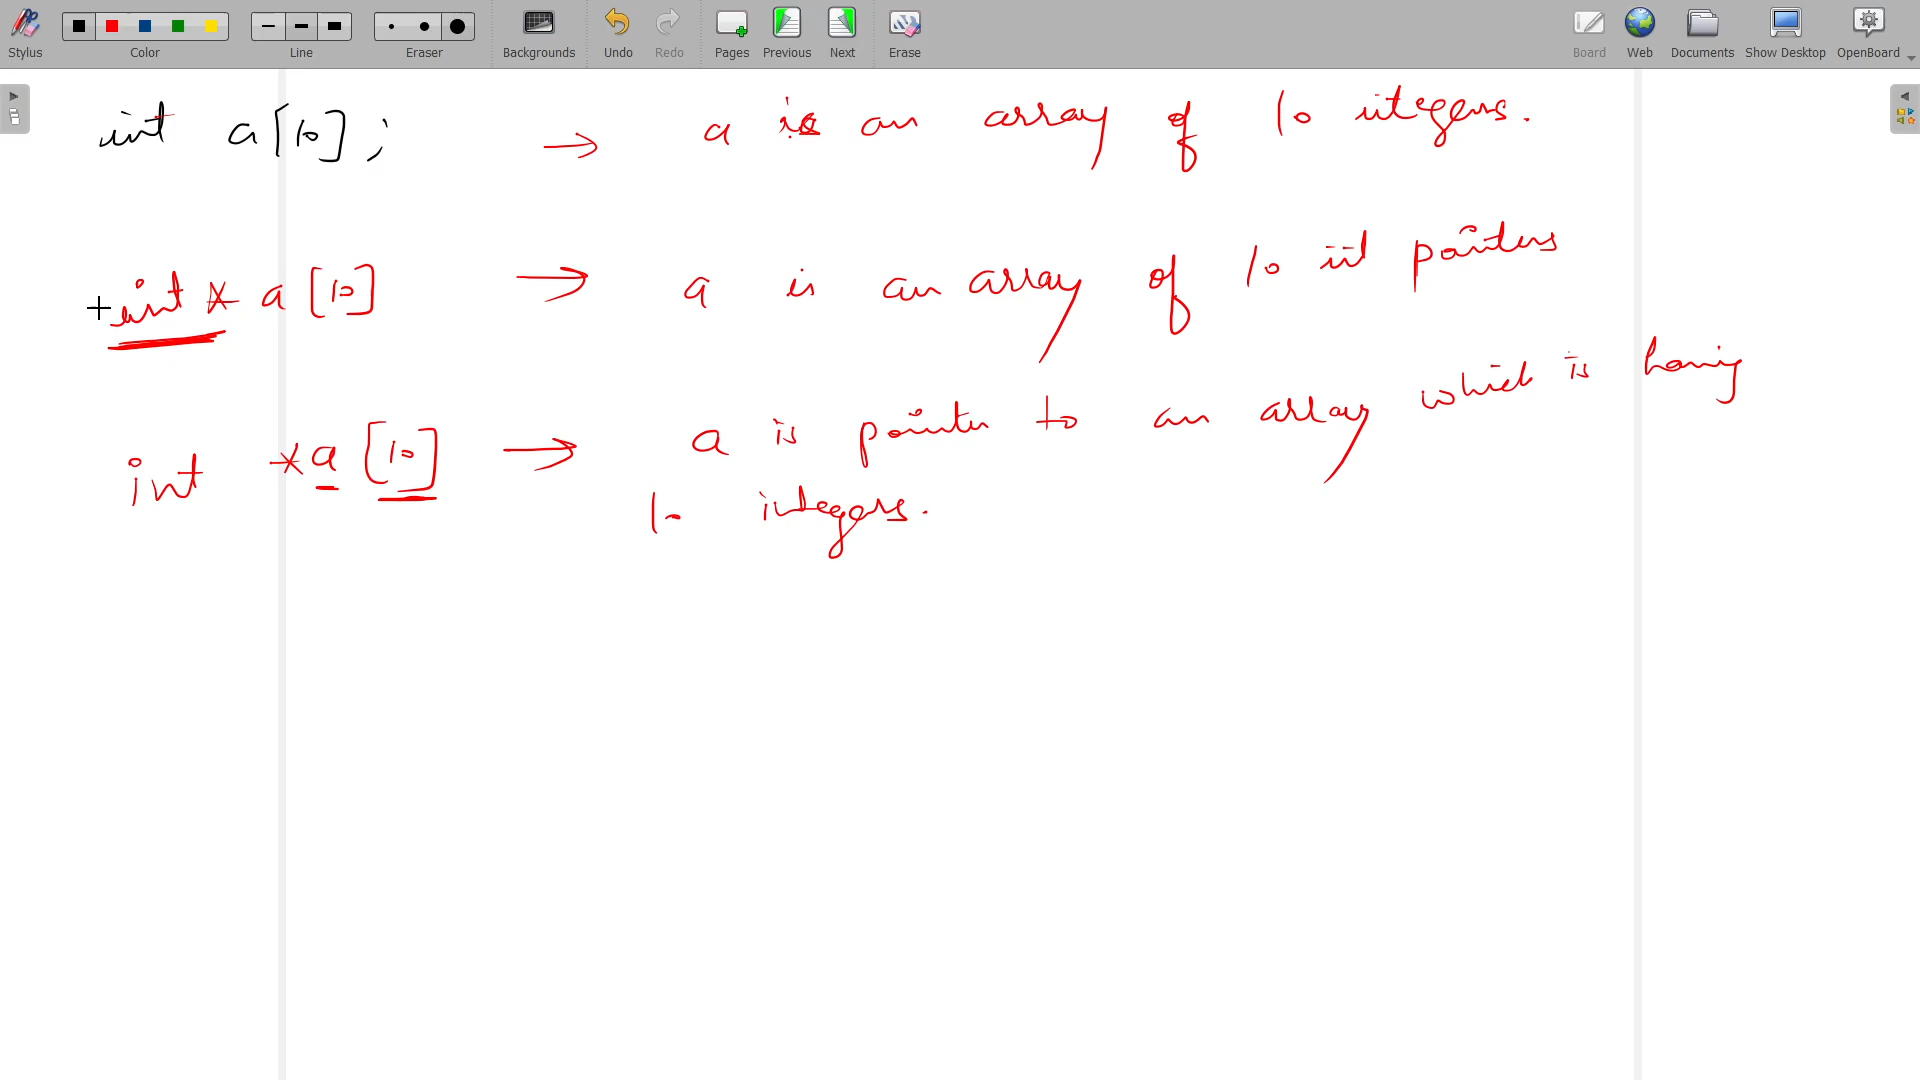 Stylus Color Line Eraser Backgrounds Undo Redo Pages Previous Next Erase Board Web Documents Show Desktop OpenBoard
int a[10]; → a is an array of 10 integers.
int * a[10] → a is an array of 10 int pointers
int *a[10] → a is pointer to an array which is having
10 integers.